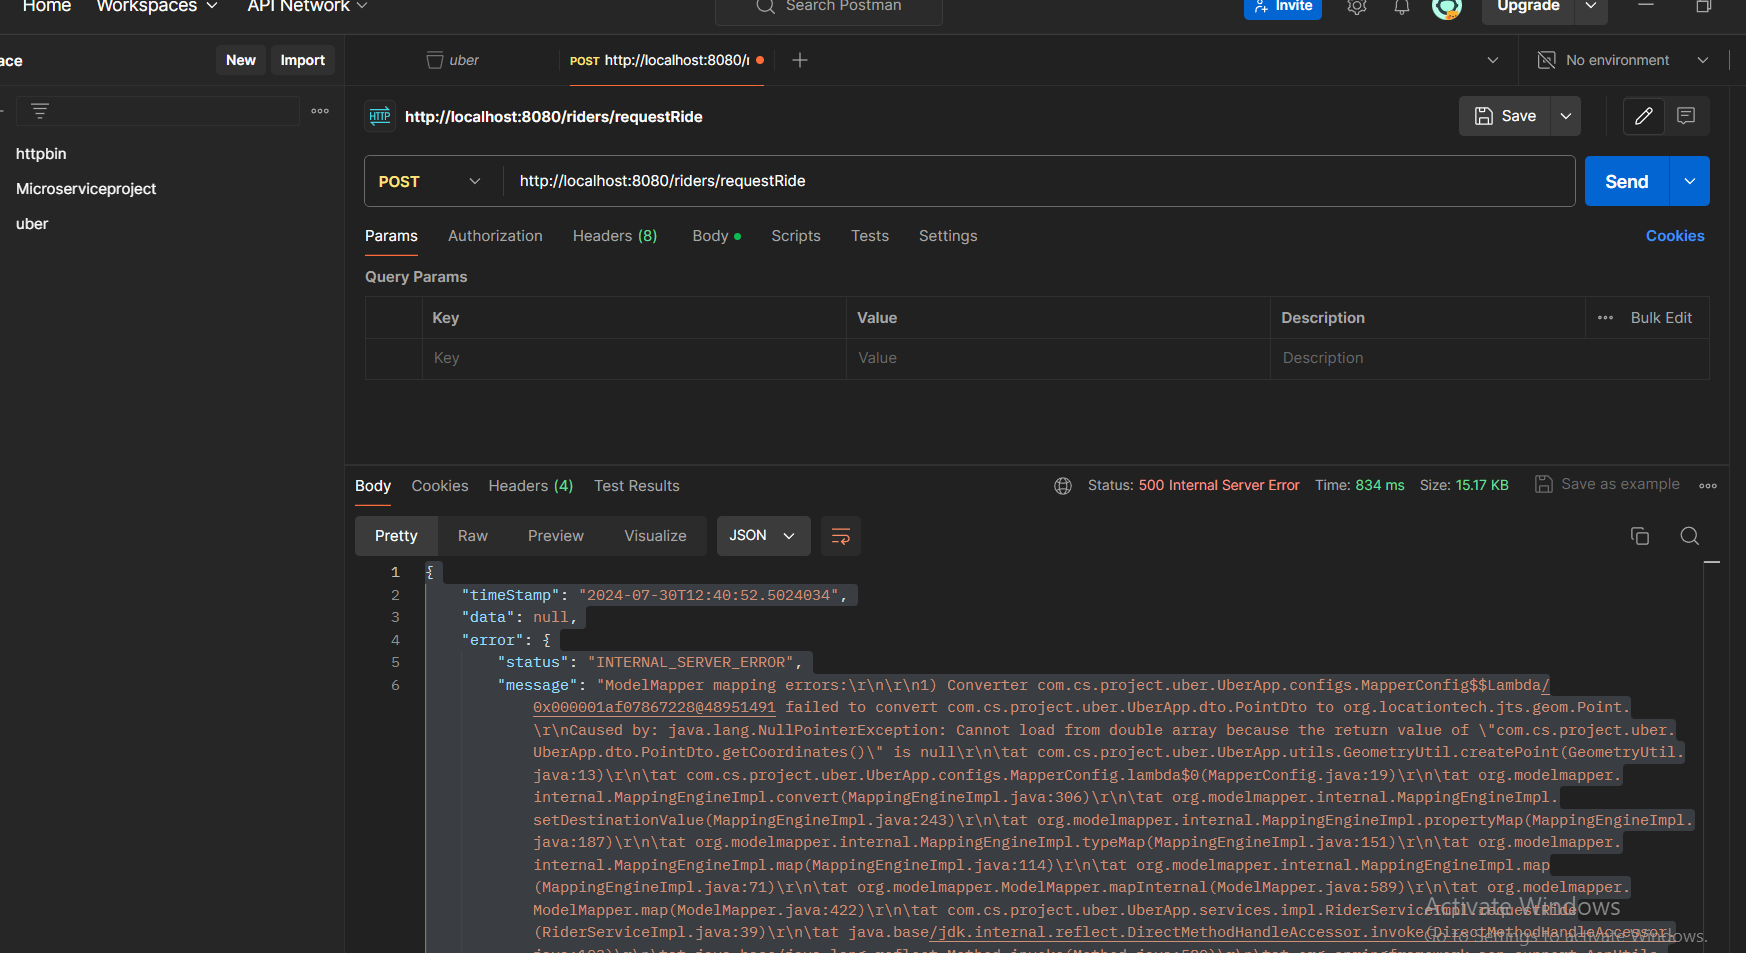 Home Workspaces API Network Search Postman Invite Upgrade
ace New Import uber POST http://localhost:8080/r No environment
HTTP http://localhost:8080/riders/requestRide Save
httpbin
Microserviceproject
uber
POST http://localhost:8080/riders/requestRide Send
Params Authorization Headers (8) Body Scripts Tests Settings Cookies
Query Params
Key Value Description Bulk Edit
Key Value Description
Body Cookies Headers (4) Test Results Status: 500 Internal Server Error Time: 834 ms Size: 15.17 KB Save as example
Pretty Raw Preview Visualize JSON
1 {
2 "timeStamp": "2024-07-30T12:40:52.5024034",
3 "data": null,
4 "error": {
5 "status": "INTERNAL_SERVER_ERROR",
6 "message": "ModelMapper mapping errors:\r\n\r\n1) Converter com.cs.project.uber.UberApp.configs.MapperConfig$$Lambda/
0x000001af07867228@48951491 failed to convert com.cs.project.uber.UberApp.dto.PointDto to org.locationtech.jts.geom.Point.
\r\nCaused by: java.lang.NullPointerException: Cannot load from double array because the return value of \"com.cs.project.uber.
UberApp.dto.PointDto.getCoordinates()\" is null\r\n\tat com.cs.project.uber.UberApp.utils.GeometryUtil.createPoint(GeometryUtil.
java:13)\r\n\tat com.cs.project.uber.UberApp.configs.MapperConfig.lambda$0(MapperConfig.java:19)\r\n\tat org.modelmapper.
internal.MappingEngineImpl.convert(MappingEngineImpl.java:306)\r\n\tat org.modelmapper.internal.MappingEngineImpl.
setDestinationValue(MappingEngineImpl.java:243)\r\n\tat org.modelmapper.internal.MappingEngineImpl.propertyMap(MappingEngineImpl.
java:187)\r\n\tat org.modelmapper.internal.MappingEngineImpl.typeMap(MappingEngineImpl.java:151)\r\n\tat org.modelmapper.
internal.MappingEngineImpl.map(MappingEngineImpl.java:114)\r\n\tat org.modelmapper.internal.MappingEngineImpl.map
(MappingEngineImpl.java:71)\r\n\tat org.modelmapper.ModelMapper.mapInternal(ModelMapper.java:589)\r\n\tat org.modelmapper.
ModelMapper.map(ModelMapper.java:422)\r\n\tat com.cs.project.uber.UberApp.services.impl.RiderServiceImpl.requestRide
(RiderServiceImpl.java:39)\r\n\tat java.base/jdk.internal.reflect.DirectMethodHandleAccessor.invoke(DirectMethodHandleAccessor.
Activate Windows
Go to Settings to activate Windows.